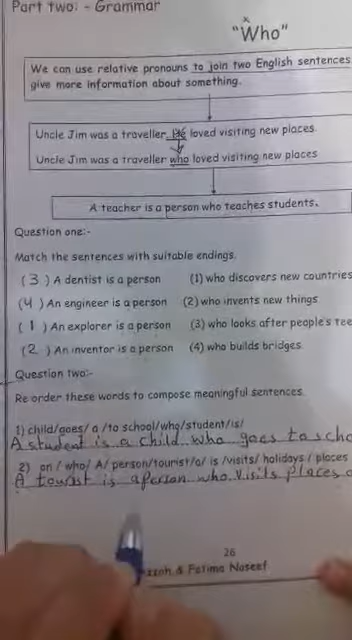 Part two: - Grammar
"Who"
We can use relative pronouns to join two English sentences
give more information about something.
Uncle Jim was a traveller. He loved visiting new places.
Uncle Jim was a traveller who loved visiting new places
A teacher is a person who teaches students.
Question one:-
Match the sentences with suitable endings.
(3) A dentist is a person (1) who discovers new countries
(4) An engineer is a person (2) who invents new things
(1) An explorer is a person (3) who looks after people's tee
(2) An inventor is a person (4) who builds bridges.
Question two:-
Re order these words to compose meaningful sentences.
1) child/goes/ a /to school/who/student/is/
A student is a child who goes to scho
2) on / who/ A/ person/tourist/a/ is /visits/ holidays / places
A tourist is a person who visits places o
26
& Fatima Naseef